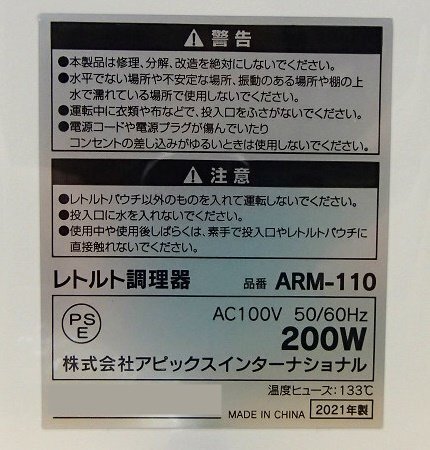 ⚠警告
●本製品は修理、分解、改造を絶対にしないでください。
●水平でない場所や不安定な場所、振動のある場所や棚の上
水で濡れている場所で使用しないでください。
●運転中に衣類や布などで、投入口をふさがないでください。
●電源コードや電源プラグが傷んでいたり
コンセントの差し込みがゆるいときは使用しないでください。
⚠注意
●レトルトパウチ以外のものを入れて運転しないでください。
●投入口に水を入れないでください。
●使用中や使用後しばらくは、素手で投入口やレトルトパウチに
直接触れないでください。
レトルト調理器 品番 ARM-110
PSE
AC100V 50/60Hz
200W
株式会社アピックスインターナショナル
温度ヒューズ:133℃
MADE IN CHINA 2021年製